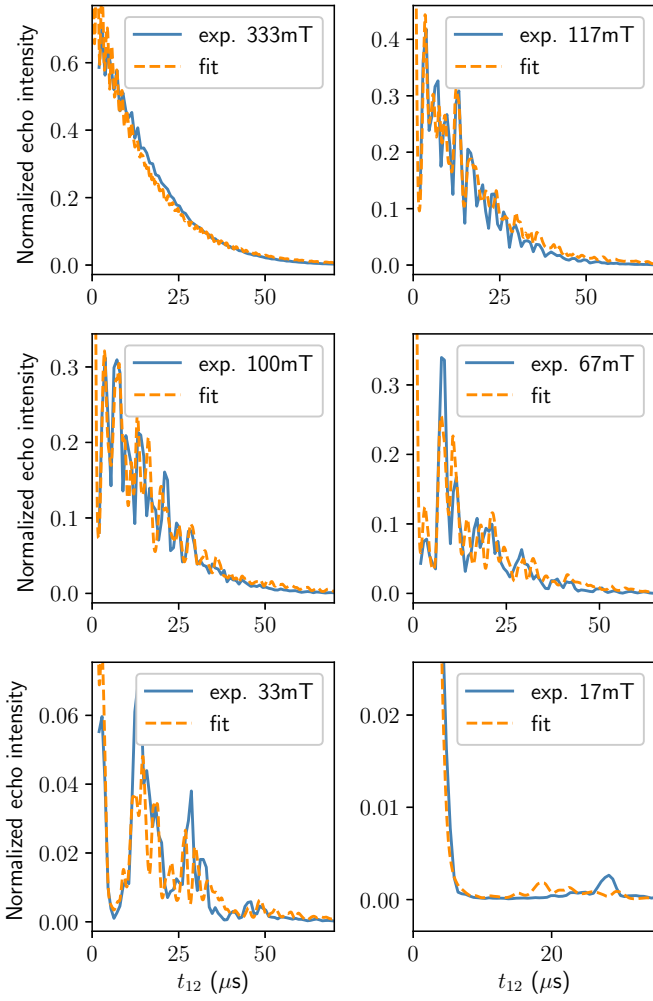 exp. 333mT
fit
Normalized echo intensity
0.6
0.4
0.2
0.0
0
25
50
exp. 117mT
fit
0.4
0.3
0.2
0.1
0.0
0
25
50
exp. 100mT
fit
Normalized echo intensity
0.3
0.2
0.1
0.0
0
25
50
exp. 67mT
fit
0.3
0.2
0.1
0.0
0
25
50
exp. 33mT
fit
Normalized echo intensity
0.06
0.04
0.02
0.00
0
25
50
t₁₂ (μs)
exp. 17mT
fit
0.02
0.01
0.00
0
20
t₁₂ (μs)